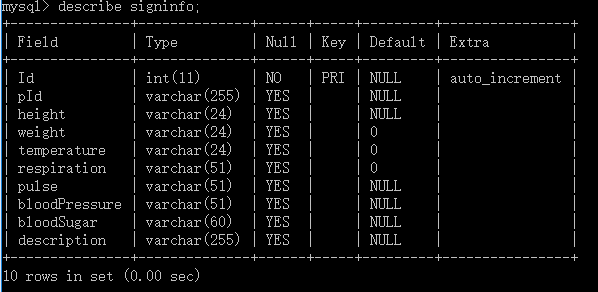 mysql> describe signinfo;
+---------------+--------------+------+-----+---------+----------------+
| Field | Type | Null | Key | Default | Extra |
+---------------+--------------+------+-----+---------+----------------+
| Id | int(11) | NO | PRI | NULL | auto_increment |
| pId | varchar(255) | YES | | NULL | |
| height | varchar(24) | YES | | NULL | |
| weight | varchar(24) | YES | | 0 | |
| temperature | varchar(24) | YES | | 0 | |
| respiration | varchar(51) | YES | | 0 | |
| pulse | varchar(51) | YES | | NULL | |
| bloodPressure | varchar(51) | YES | | NULL | |
| bloodSugar | varchar(60) | YES | | NULL | |
| description | varchar(255) | YES | | NULL | |
+---------------+--------------+------+-----+---------+----------------+
10 rows in set (0.00 sec)